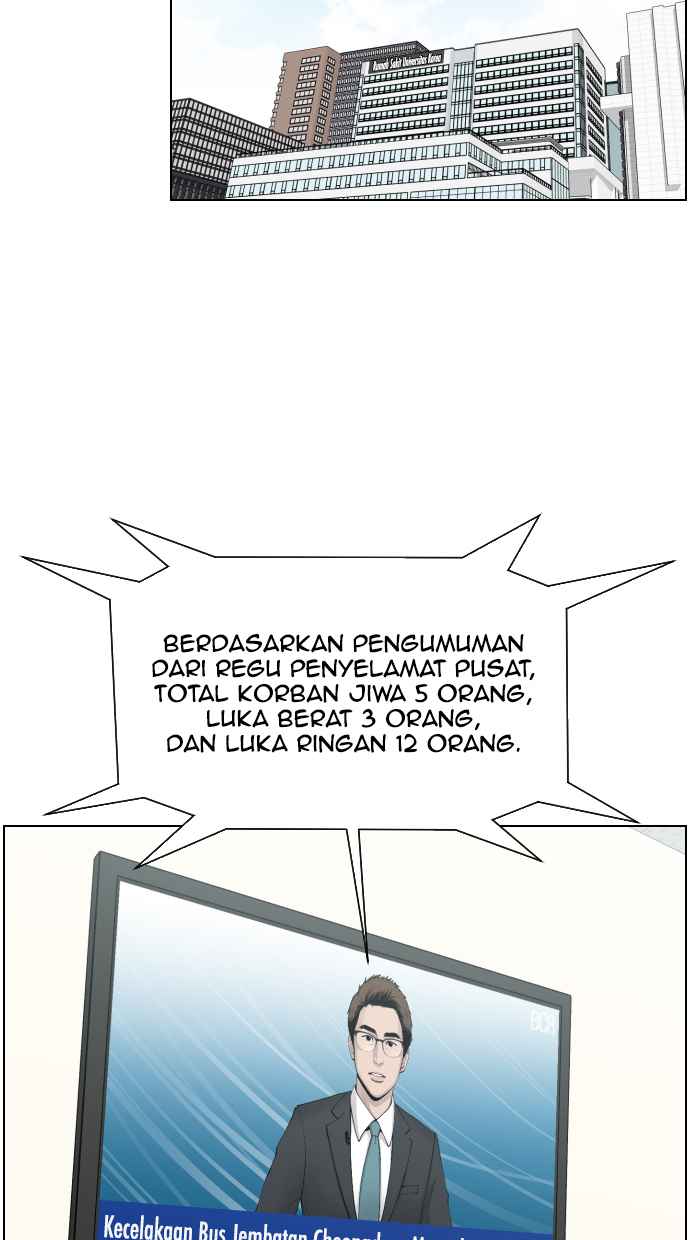 Rumah Sakit Universitas Korea
BERDASARKAN PENGUMUMAN
DARI REGU PENYELAMAT PUSAT,
TOTAL KORBAN JIWA 5 ORANG,
LUKA BERAT 3 ORANG,
DAN LUKA RINGAN 12 ORANG.
Kecelakaan Bus Jembatan